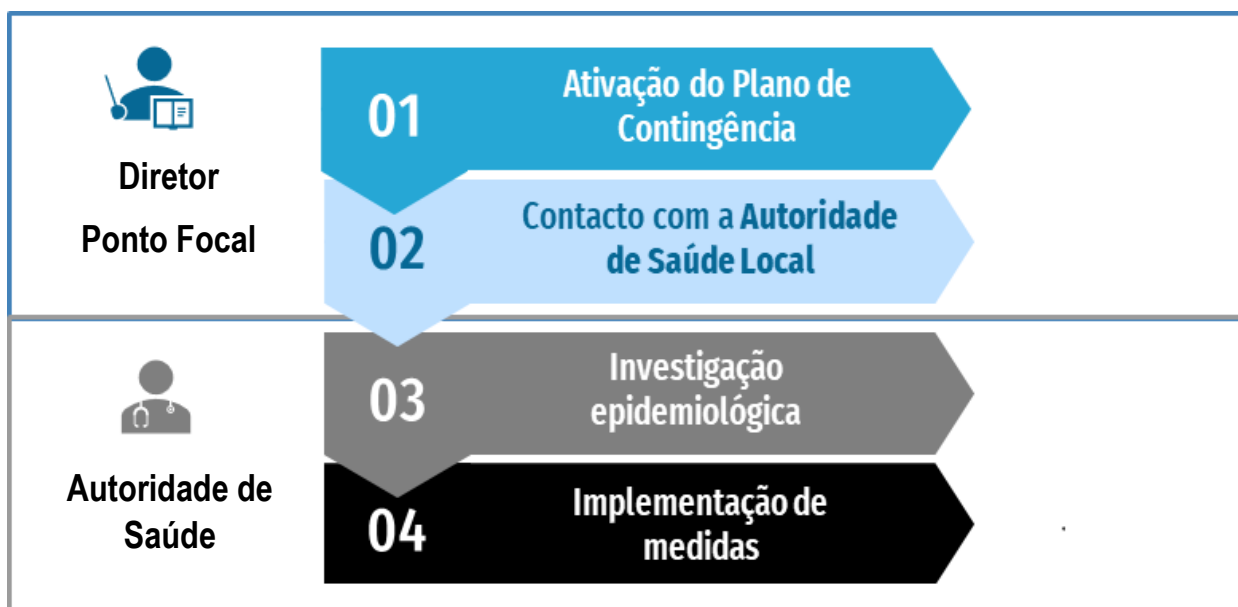 Diretor
Ponto Focal
01
Ativação do Plano de
Contingência
02
Contacto com a Autoridade
de Saúde Local
Autoridade de
Saúde
03
Investigação
epidemiológica
04
Implementação de
medidas
.